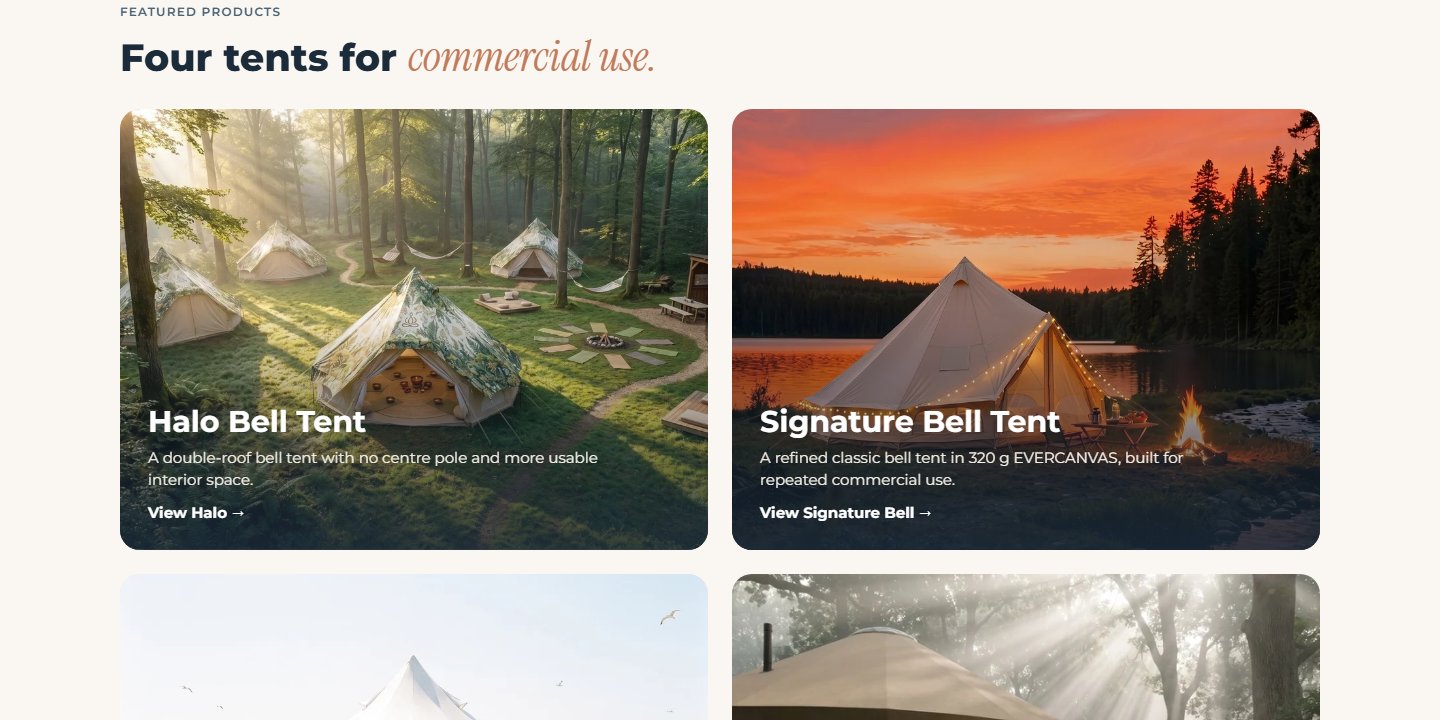 FEATURED PRODUCTS
Four tents for commercial use.
Halo Bell Tent
A double-roof bell tent with no centre pole and more usable
interior space.
View Halo →
Signature Bell Tent
A refined classic bell tent in 320 g EVERCANVAS, built for
repeated commercial use.
View Signature Bell →